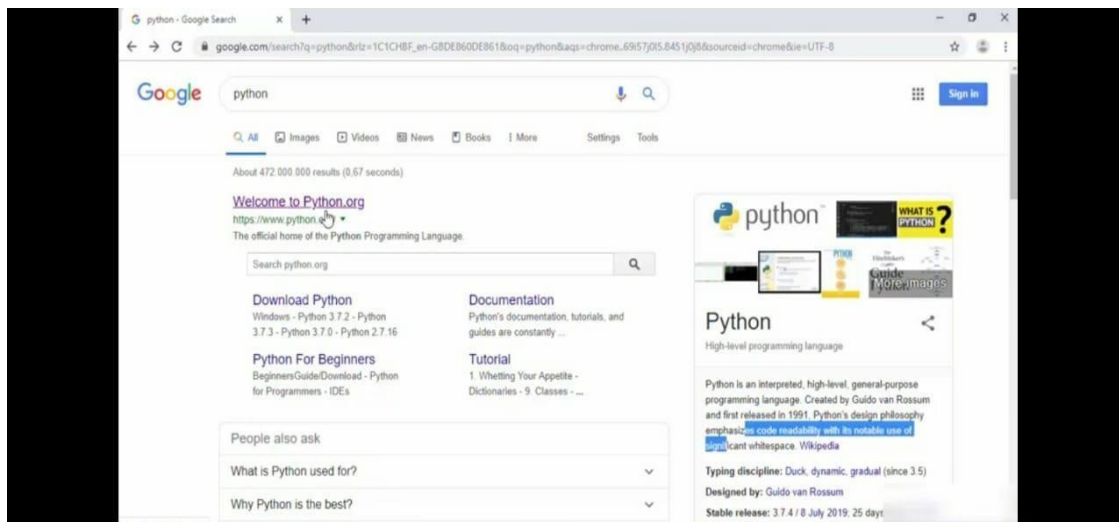 python - Google Search
google.com/search?q=python&rlz=1C1CHBF_en-GBDE860DE861&oq=python&aqs=chrome..69i57j0l5.8451j0j8&sourceid=chrome&ie=UTF-8
Google
python
Sign in
All Images Videos News Books More Settings Tools
About 472.000.000 results (0,67 seconds)
Welcome to Python.org
https://www.python.
The official home of the Python Programming Language.
Search python.org
Download Python
Windows - Python 3.7.2 - Python
3.7.3 - Python 3.7.0 - Python 2.7.16
Documentation
Python's documentation, tutorials, and
guides are constantly ...
Python For Beginners
BeginnersGuide/Download - Python
for Programmers - IDEs
Tutorial
1. Whetting Your Appetite -
Dictionaries - 9. Classes - ...
People also ask
What is Python used for?
Why Python is the best?
python
WHAT IS
PYTHON ?
PYTHON
Guide
Python
More images
Python
High-level programming language
Python is an interpreted, high-level, general-purpose
programming language. Created by Guido van Rossum
and first released in 1991, Python's design philosophy
emphasizes code readability with its notable use of
significant whitespace. Wikipedia
Typing discipline: Duck, dynamic, gradual (since 3.5)
Designed by: Guido van Rossum
Stable release: 3.7.4 / 8 July 2019; 25 days